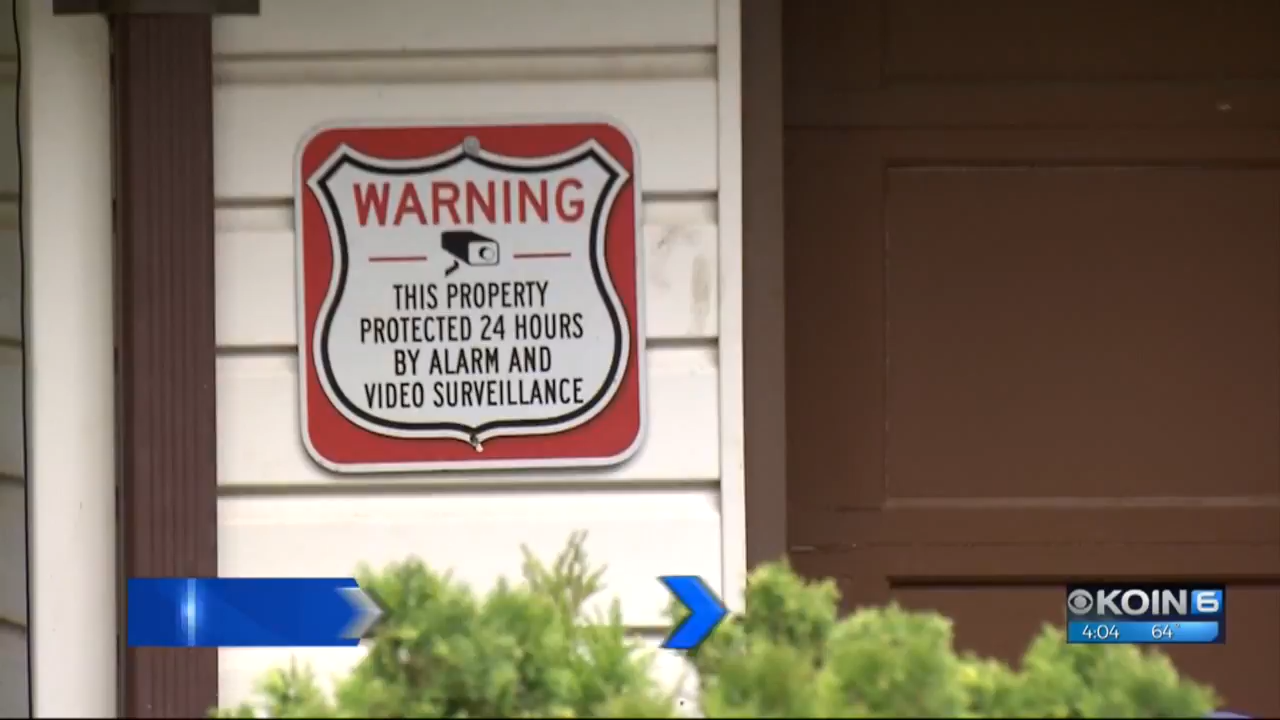 WARNING
THIS PROPERTY
PROTECTED 24 HOURS
BY ALARM AND
VIDEO SURVEILLANCE
KOIN 6
4:04 64°